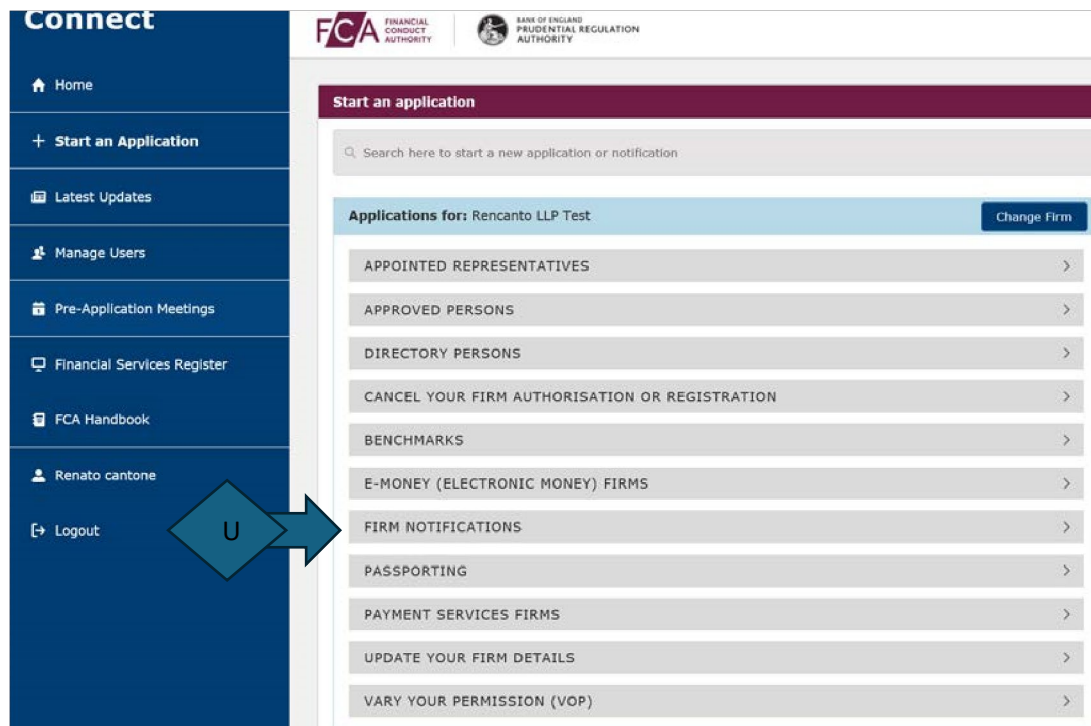 Connect
Home
Start an Application
Latest Updates
Manage Users
Pre-Application Meetings
Financial Services Register
FCA Handbook
Renato cantone
Logout
FCA FINANCIAL
CONDUCT
AUTHORITY
BANK OF ENGLAND
PRUDENTIAL REGULATION
AUTHORITY
Start an application
Search here to start a new application or notification
Applications for: Rencanto LLP Test
Change Firm
APPOINTED REPRESENTATIVES
APPROVED PERSONS
DIRECTORY PERSONS
CANCEL YOUR FIRM AUTHORISATION OR REGISTRATION
BENCHMARKS
E-MONEY (ELECTRONIC MONEY) FIRMS
U
FIRM NOTIFICATIONS
PASSPORTING
PAYMENT SERVICES FIRMS
UPDATE YOUR FIRM DETAILS
VARY YOUR PERMISSION (VOP)